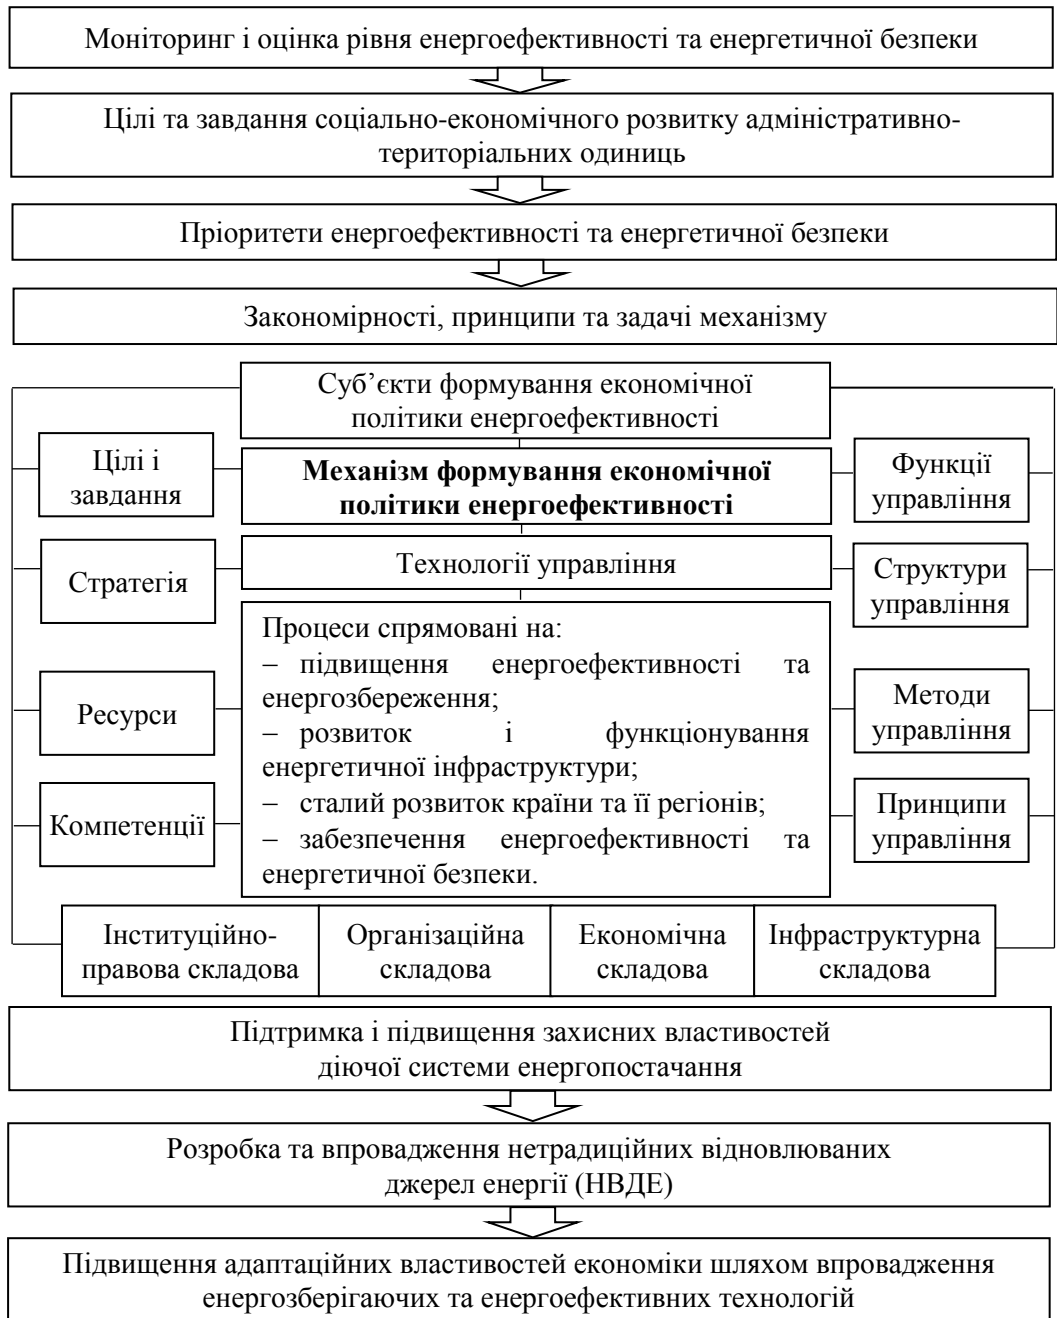 Моніторинг і оцінка рівня енергоефективності та енергетичної безпеки
Цілі та завдання соціально-економічного розвитку адміністративно-
територіальних одиниць
Пріоритети енергоефективності та енергетичної безпеки
Закономірності, принципи та задачі механізму
Суб’єкти формування економічної
політики енергоефективності
Цілі і
завдання
Механізм формування економічної
політики енергоефективності
Функції
управління
Стратегія
Технології управління
Структури
управління
Процеси спрямовані на:
– підвищення енергоефективності та
енергозбереження;
– розвиток і функціонування
енергетичної інфраструктури;
– сталий розвиток країни та її регіонів;
– забезпечення енергоефективності та
енергетичної безпеки.
Ресурси
Методи
управління
Компетенції
Принципи
управління
Інституційно-
правова складова
Організаційна
складова
Економічна
складова
Інфраструктурна
складова
Підтримка і підвищення захисних властивостей
діючої системи енергопостачання
Розробка та впровадження нетрадиційних відновлюваних
джерел енергії (НВДЕ)
Підвищення адаптаційних властивостей економіки шляхом впровадження
енергозберігаючих та енергоефективних технологій